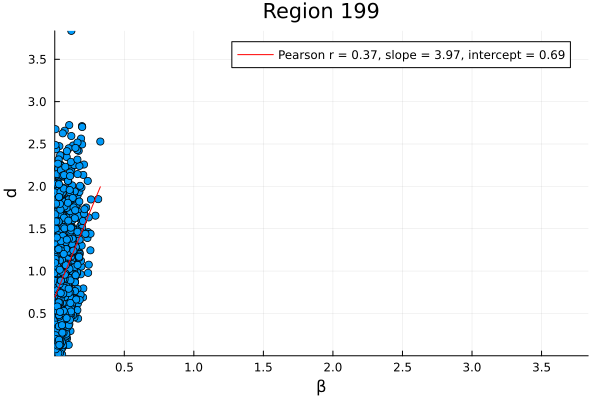 Region 199
Pearson r = 0.37, slope = 3.97, intercept = 0.69
3.5
3.0
2.5
2.0
1.5
1.0
0.5
d
0.5 1.0 1.5 2.0 2.5 3.0 3.5
β